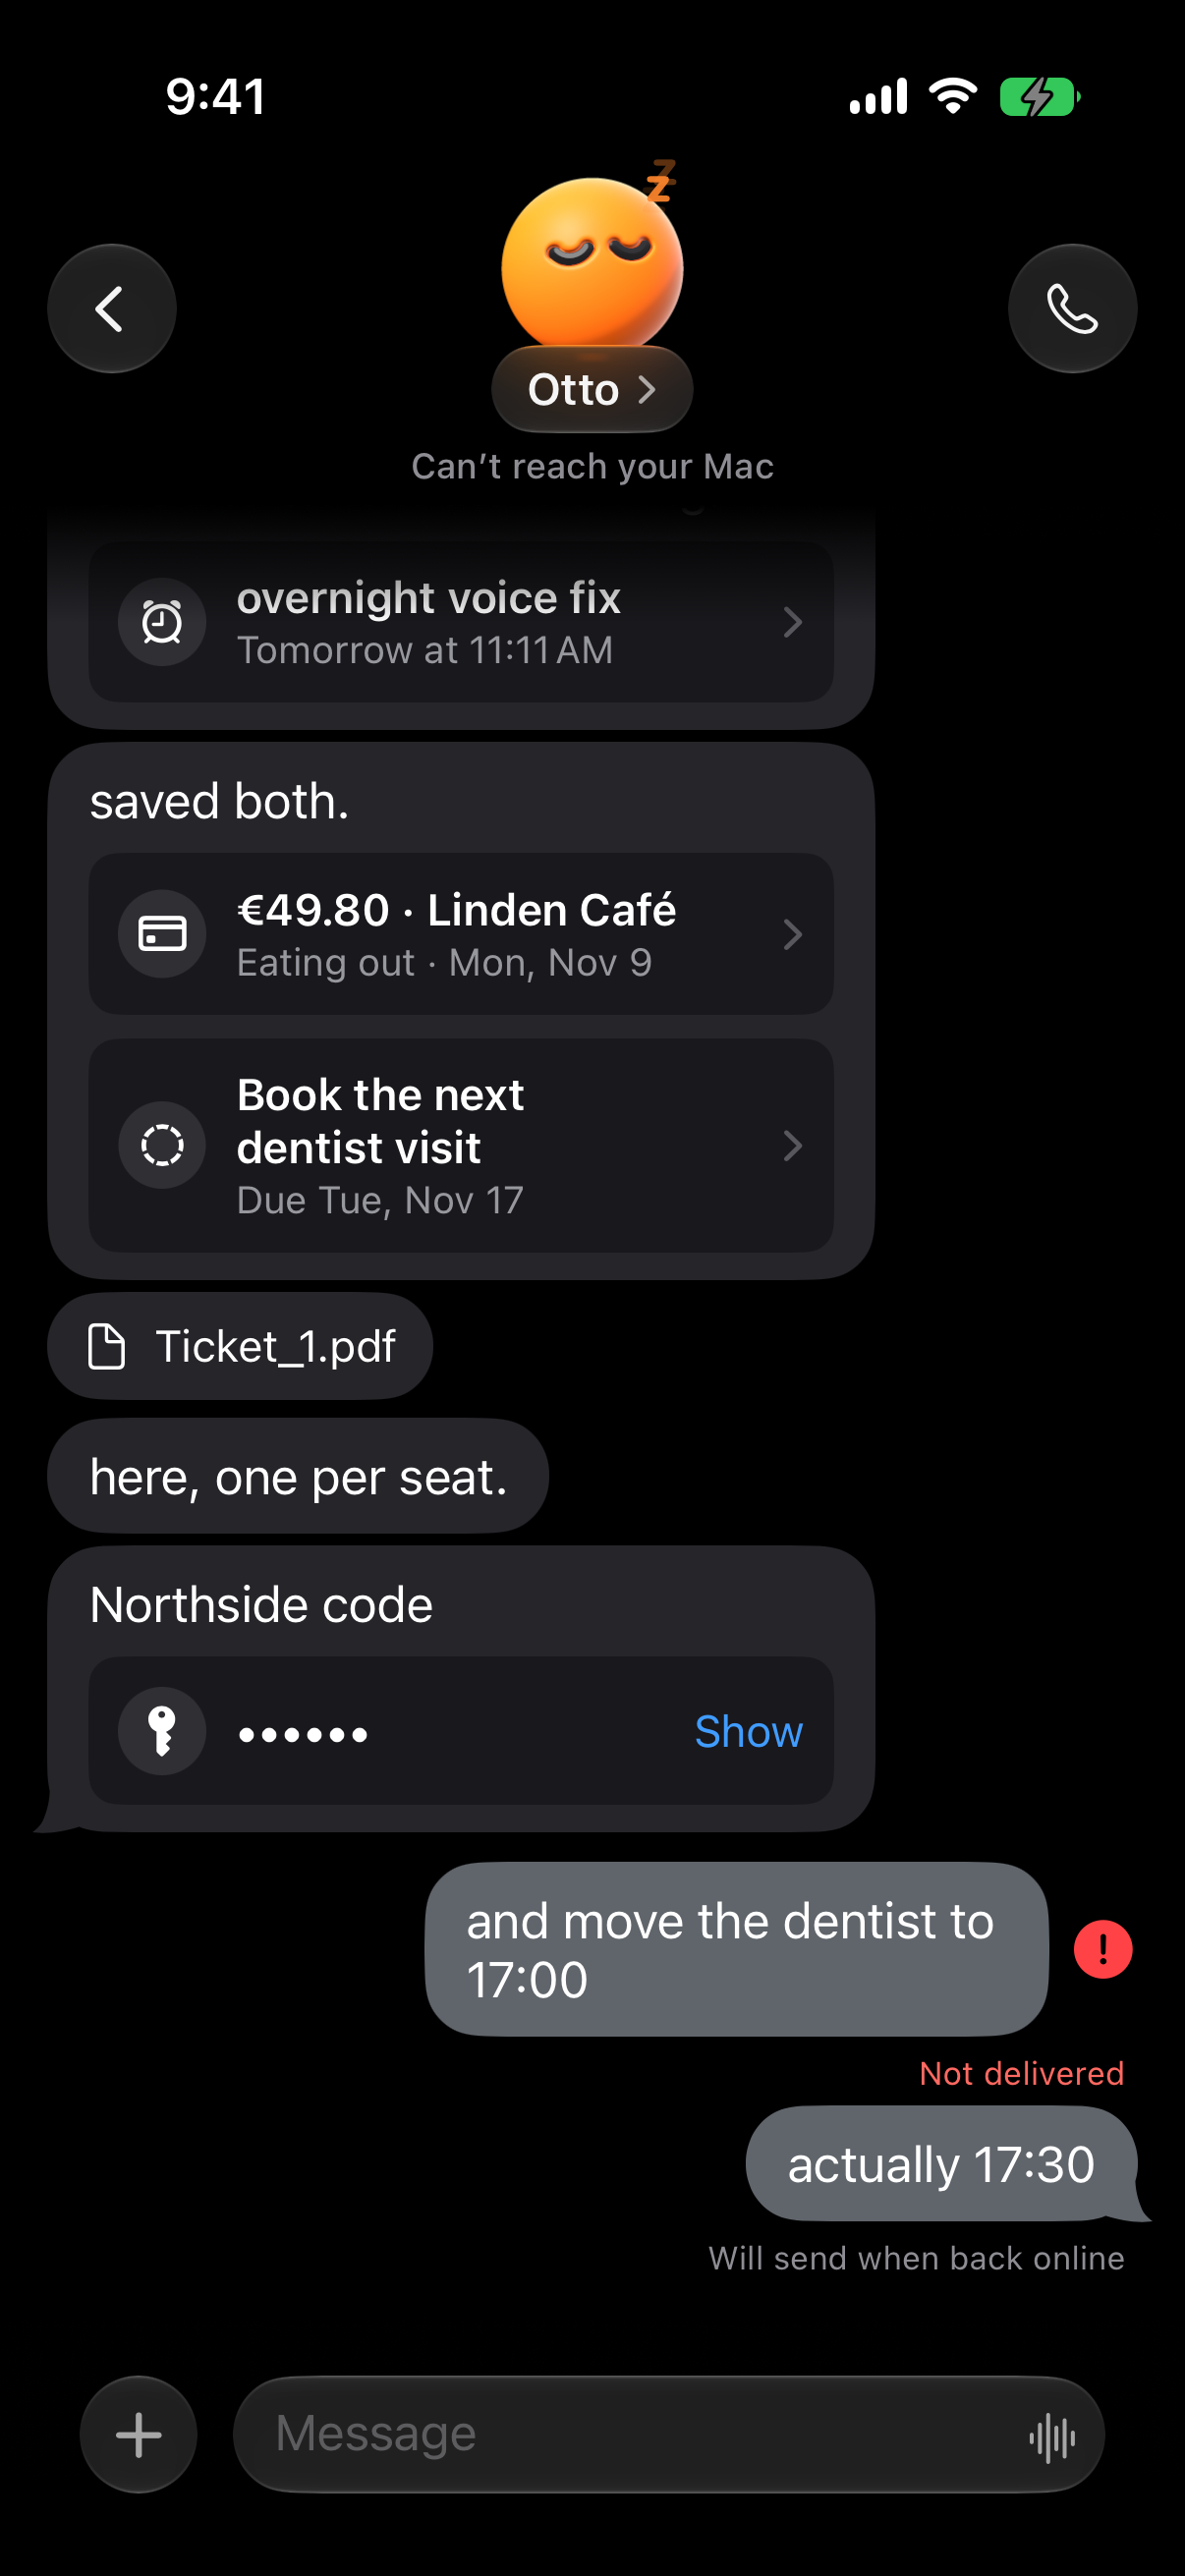 9:41
Otto
Can’t reach your Mac
overnight voice fix
Tomorrow at 11:11 AM
saved both.
€49.80 · Linden Café
Eating out · Mon, Nov 9
Book the next
dentist visit
Due Tue, Nov 17
Ticket_1.pdf
here, one per seat.
Northside code
••••••
Show
and move the dentist to
17:00
Not delivered
actually 17:30
Will send when back online
Message